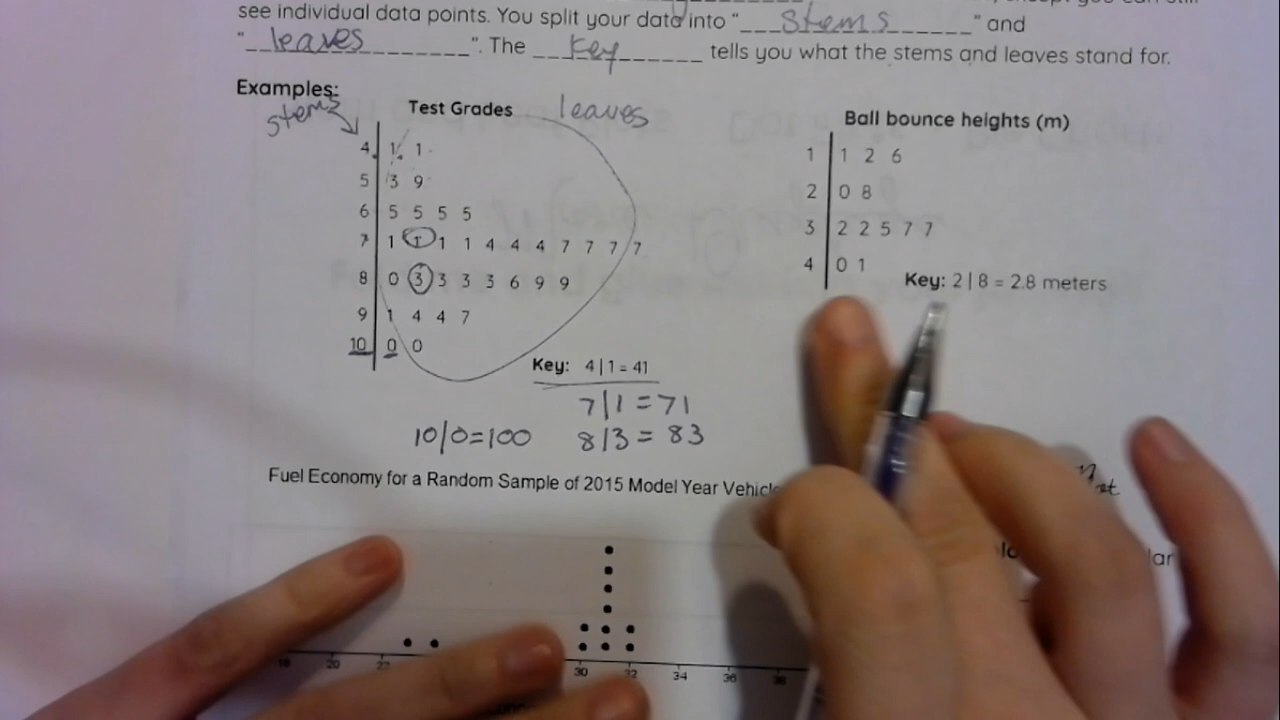 see individual data points. You split your data into "__stems______" and
"_leaves________". The ___key______ tells you what the stems and leaves stand for.
Examples:
stems
Test Grades
leaves
4 | 1 1
5 | 3 9
6 | 5 5 5 5
7 | 1 1 1 1 4 4 4 7 7 7 7
8 | 0 3 3 3 3 6 9 9
9 | 1 4 4 7
10 | 0 0
Key: 4|1 = 41
7|1 = 71
10|0=100
8|3 = 83
Ball bounce heights (m)
1 | 1 2 6
2 | 0 8
3 | 2 2 5 7 7
4 | 0 1
Key: 2|8 = 2.8 meters
Fuel Economy for a Random Sample of 2015 Model Year
18 20 22 30 32 34 36 38